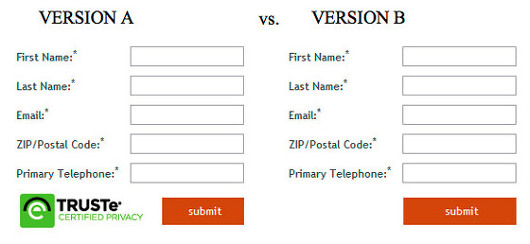 VERSION A vs. VERSION B
First Name:* First Name:*
Last Name:* Last Name:*
Email:* Email:*
ZIP/Postal Code:* ZIP/Postal Code:*
Primary Telephone:* Primary Telephone:*
e TRUSTe submit submit
CERTIFIED PRIVACY